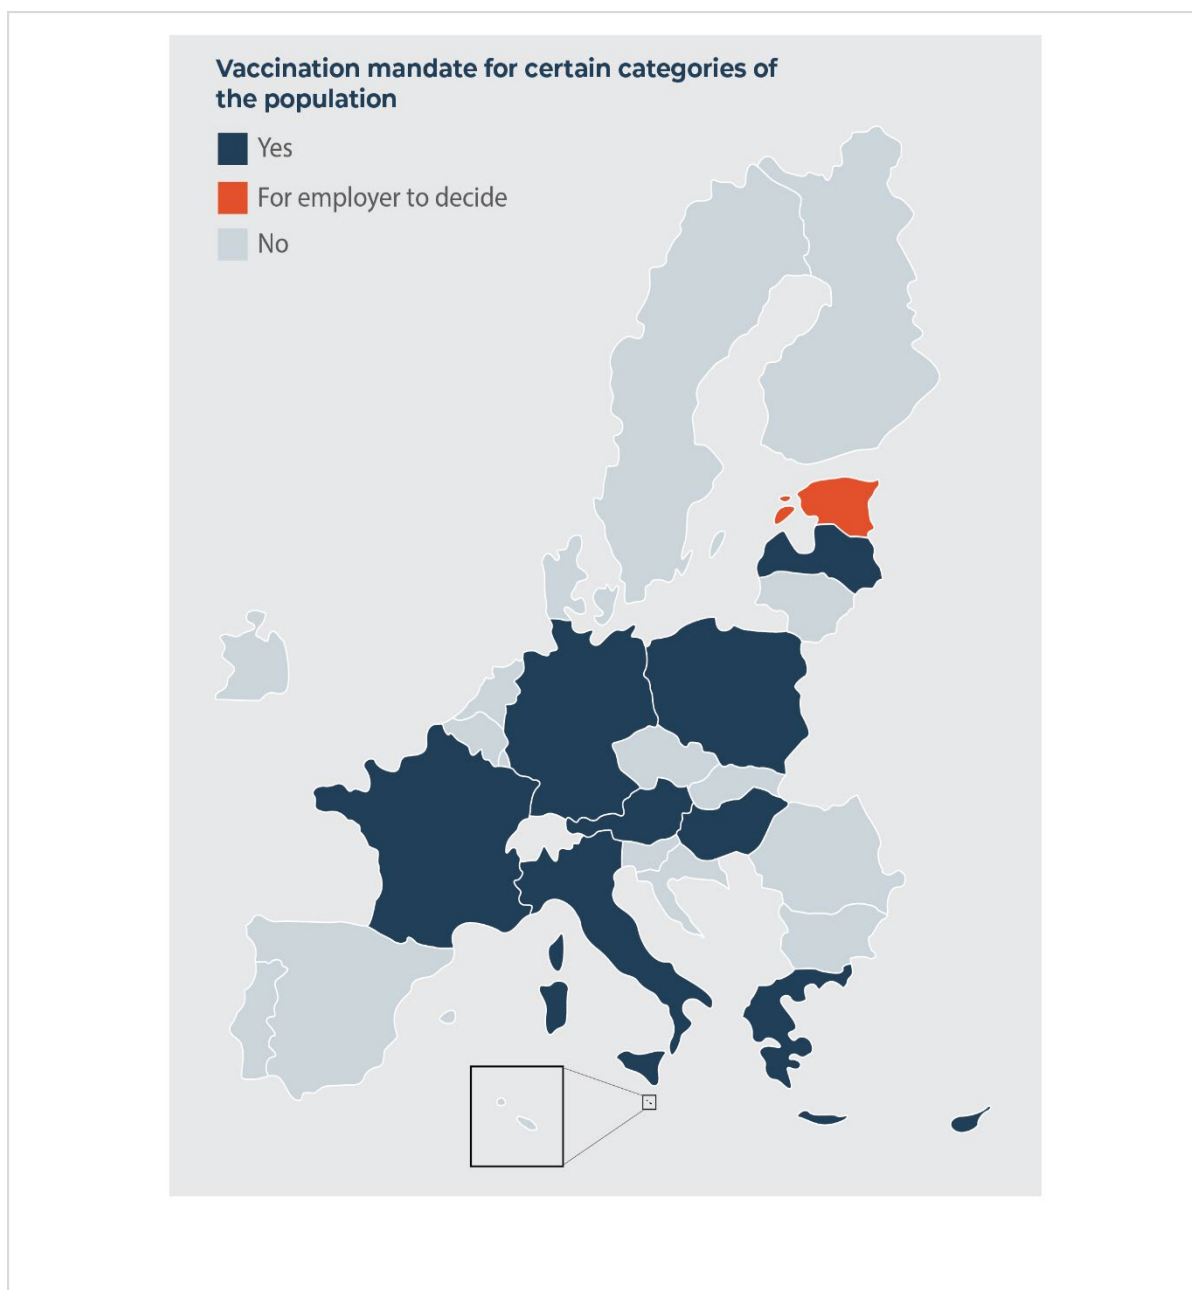 Vaccination mandate for certain categories of
the population
Yes
For employer to decide
No